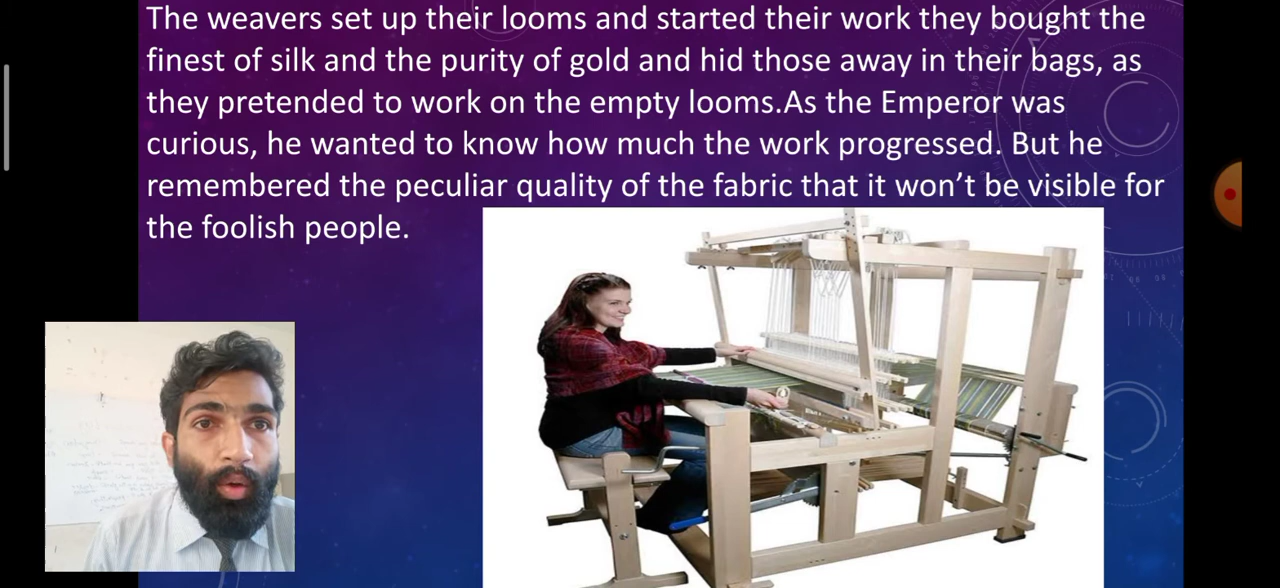 The weavers set up their looms and started their work they bought the
finest of silk and the purity of gold and hid those away in their bags, as
they pretended to work on the empty looms.As the Emperor was
curious, he wanted to know how much the work progressed. But he
remembered the peculiar quality of the fabric that it won’t be visible for
the foolish people.